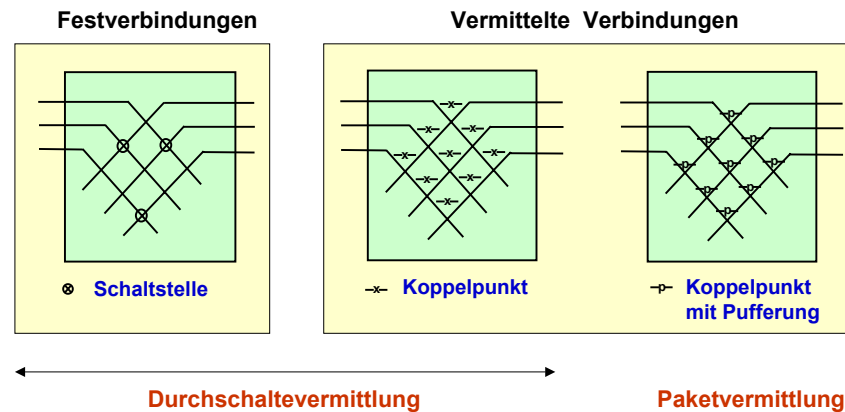 Festverbindungen
Vermittelte Verbindungen
Schaltstelle
-x- Koppelpunkt
-p- Koppelpunkt
mit Pufferung
Durchschaltevermittlung
Paketvermittlung